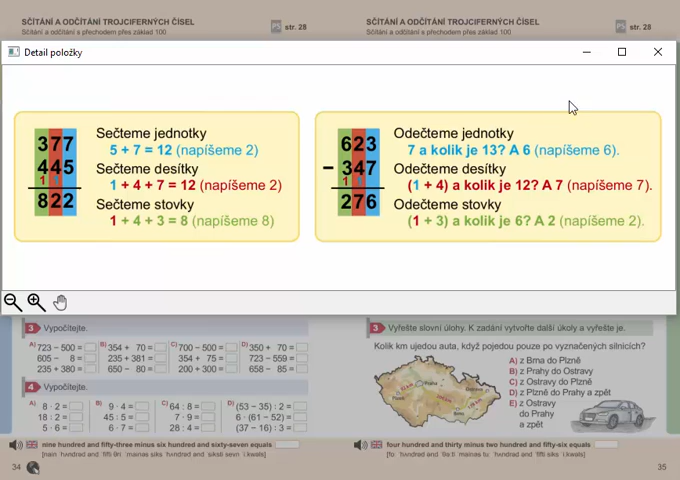 SČÍTÁNÍ A ODČÍTÁNÍ TROJCIFERNÝCH ČÍSEL
Sčítání a odčítání s přechodem přes základ 100
PS str. 28
SČÍTÁNÍ A ODČÍTÁNÍ TROJCIFERNÝCH ČÍSEL
Sčítání a odčítání s přechodem přes základ 100
PS str. 28
Detail položky
377
445
1 1
822
Sečteme jednotky
5 + 7 = 12 (napíšeme 2)
Sečteme desítky
1 + 4 + 7 = 12 (napíšeme 2)
Sečteme stovky
1 + 4 + 3 = 8 (napíšeme 8)
623
– 347
1 1
276
Odečteme jednotky
7 a kolik je 13? A 6 (napíšeme 6).
Odečteme desítky
(1 + 4) a kolik je 12? A 7 (napíšeme 7).
Odečteme stovky
(1 + 3) a kolik je 6? A 2 (napíšeme 2).
3 Vypočítejte.
A) 723 – 500 =
605 – 8 =
235 + 380 =
B) 354 + 70 =
235 + 381 =
650 – 80 =
C) 700 – 500 =
354 + 75 =
200 + 300 =
D) 350 + 70 =
723 – 559 =
658 – 85 =
4 Vypočítejte.
A) 8 : 2 =
18 : 2 =
5 · 6 =
B) 9 · 4 =
45 : 5 =
6 · 7 =
C) 64 : 8 =
7 · 9 =
28 : 4 =
D) (53 – 35) : 2 =
6 · (61 – 52) =
(37 – 16) : 3 =
nine hundred and fifty-three minus six hundred and sixty-seven equals
34
3 Vyřešte slovní úlohy. K zadání vytvořte další úkoly a vyřešte je.
Kolik km ujedou auta, když pojedou pouze po vyznačených silnicích?
Praha
Plzeň
Ostrava
Brno
A) z Brna do Plzně
B) z Prahy do Ostravy
C) z Ostravy do Plzně
D) z Plzně do Prahy a zpět
E) z Ostravy
do Prahy
a zpět
four hundred and thirty minus two hundred and fifty-six equals
35